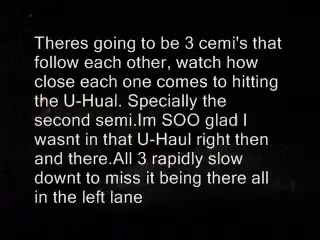 Theres going to be 3 cemi's that
follow each other, watch how
close each one comes to hitting
the U-Hual. Specially the
second semi.Im SOO glad I
wasnt in that U-Haul right then
and there.All 3 rapidly slow
downt to miss it being there all
in the left lane